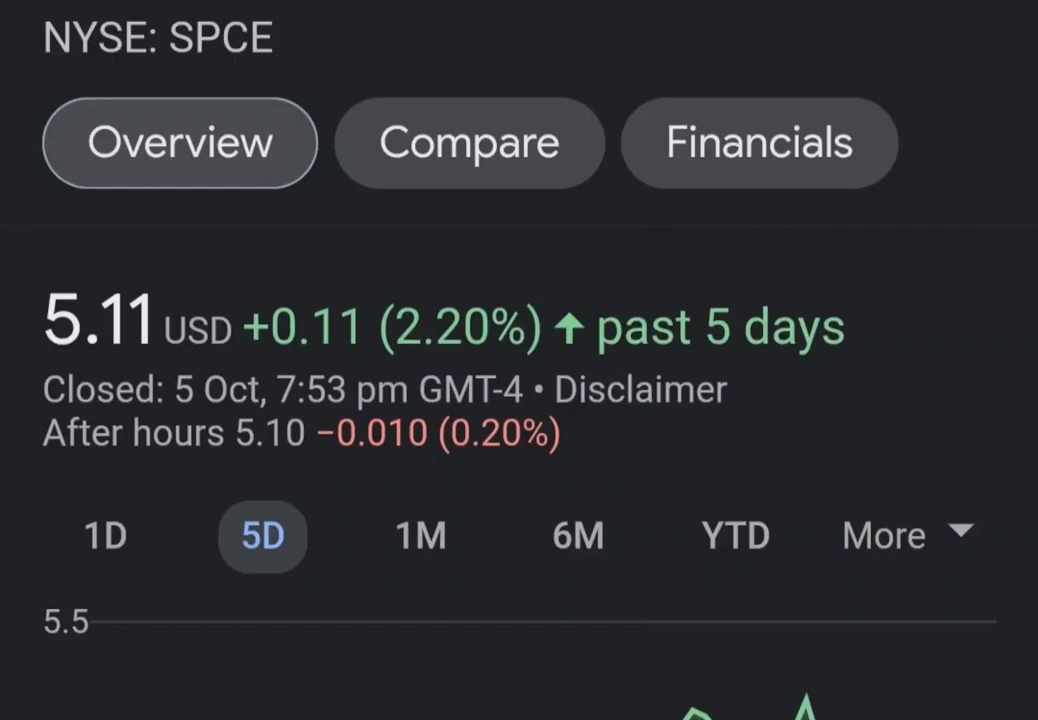 NYSE: SPCE
Overview Compare Financials
5.11 USD +0.11 (2.20%) ↑ past 5 days
Closed: 5 Oct, 7:53 pm GMT-4 • Disclaimer
After hours 5.10 −0.010 (0.20%)
1D 5D 1M 6M YTD More
5.5